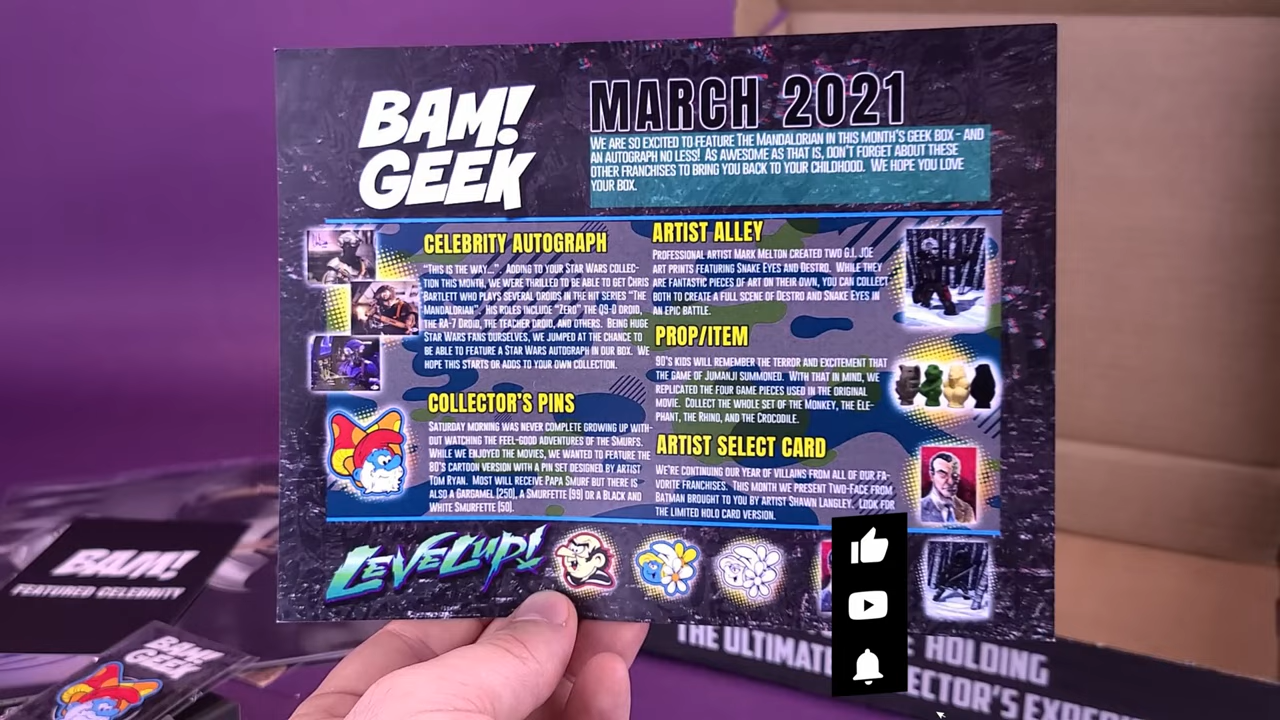 BAM!
GEEK
MARCH 2021
WE ARE SO EXCITED TO FEATURE THE MANDALORIAN IN THIS MONTH'S GEEK BOX - AND
AN AUTOGRAPH NO LESS! AS AWESOME AS THAT IS, DON'T FORGET ABOUT THESE
OTHER FRANCHISES TO BRING YOU BACK TO YOUR CHILDHOOD. WE HOPE YOU LOVE
YOUR BOX.
CELEBRITY AUTOGRAPH
"THIS IS THE WAY...". ADDING TO YOUR STAR WARS COLLEC-
TION THIS MONTH, WE WERE THRILLED TO BE ABLE TO GET CHRIS
BARTLETT WHO PLAYS SEVERAL DROIDS IN THE HIT SERIES "THE
MANDALORIAN". HIS ROLES INCLUDE "ZERO" THE Q9-0 DROID,
THE RA-7 DROID, THE TEACHER DROID, AND OTHERS. BEING HUGE
STAR WARS FANS OURSELVES, WE JUMPED AT THE CHANCE TO
BE ABLE TO FEATURE A STAR WARS AUTOGRAPH IN OUR BOX. WE
HOPE THIS STARTS OR ADDS TO YOUR OWN COLLECTION.
COLLECTOR'S PINS
SATURDAY MORNING WAS NEVER COMPLETE GROWING UP WITH-
OUT WATCHING THE FEEL-GOOD ADVENTURES OF THE SMURFS.
WHILE WE ENJOYED THE MOVIES, WE WANTED TO FEATURE THE
80'S CARTOON VERSION WITH A PIN SET DESIGNED BY ARTIST
TOM RYAN. MOST WILL RECEIVE PAPA SMURF BUT THERE IS
ALSO A GARGAMEL (250), A SMURFETTE (99) OR A BLACK AND
WHITE SMURFETTE (50).
ARTIST ALLEY
PROFESSIONAL ARTIST MARK MELTON CREATED TWO G.I. JOE
ART PRINTS FEATURING SNAKE EYES AND DESTRO. WHILE THEY
ARE FANTASTIC PIECES OF ART ON THEIR OWN, YOU CAN COLLECT
BOTH TO CREATE A FULL SCENE OF DESTRO AND SNAKE EYES IN
AN EPIC BATTLE.
PROP/ITEM
90'S KIDS WILL REMEMBER THE TERROR AND EXCITEMENT THAT
THE GAME OF JUMANJI SUMMONED. WITH THAT IN MIND, WE
REPLICATED THE FOUR GAME PIECES USED IN THE ORIGINAL
MOVIE. COLLECT THE WHOLE SET OF THE MONKEY, THE ELE-
PHANT, THE RHINO, AND THE CROCODILE.
ARTIST SELECT CARD
WE'RE CONTINUING OUR YEAR OF VILLAINS FROM ALL OF OUR FA-
VORITE FRANCHISES. THIS MONTH WE PRESENT TWO-FACE FROM
BATMAN BROUGHT TO YOU BY ARTIST SHAWN LANGLEY. LOOK FOR
THE LIMITED HOLO CARD VERSION.
LEVEL UP!
BAM!
FEATURED CELEBRITY
BAM!
GEEK
HOLDING
THE ULTIMATE